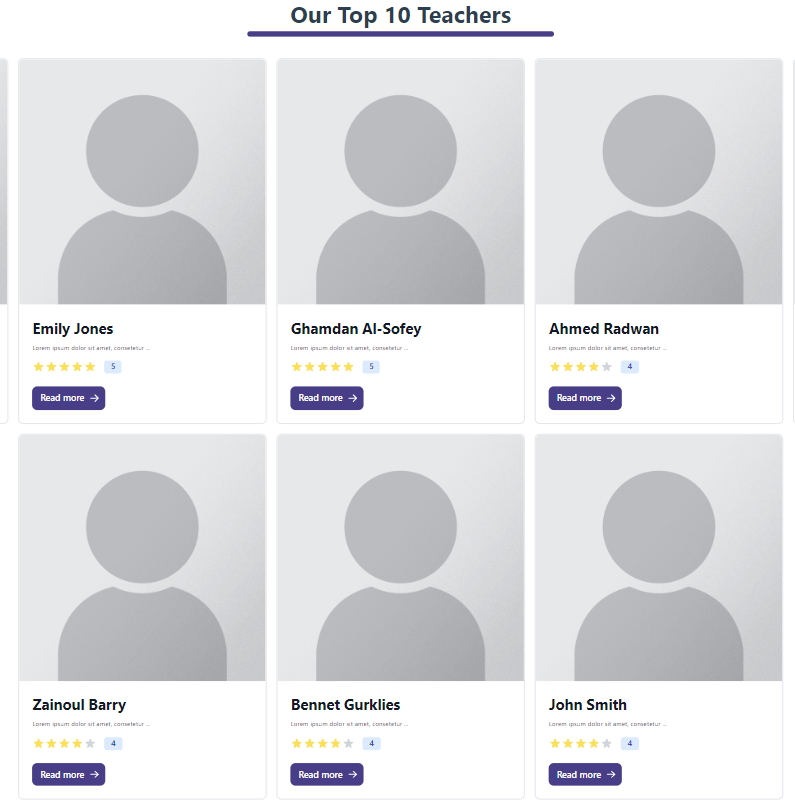 Our Top 10 Teachers
Emily Jones
Lorem ipsum dolor sit amet, consetetur ...
5
Read more →
Ghamdan Al-Sofey
Lorem ipsum dolor sit amet, consetetur ...
5
Read more →
Ahmed Radwan
Lorem ipsum dolor sit amet, consetetur ...
4
Read more →
Zainoul Barry
Lorem ipsum dolor sit amet, consetetur ...
4
Read more →
Bennet Gurklies
Lorem ipsum dolor sit amet, consetetur ...
4
Read more →
John Smith
Lorem ipsum dolor sit amet, consetetur ...
4
Read more →